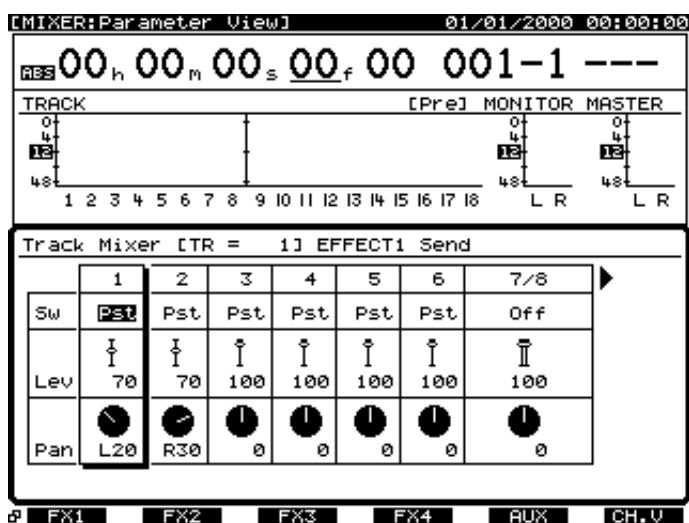 [MIXER:Parameter View] 01/01/2000 00:00:00
ABS 00h 00m 00s 00f 00 001-1 ---
TRACK [Pre] MONITOR MASTER
0 0 0
4 4 4
12 12 12
48 48 48
1 2 3 4 5 6 7 8 9 10 11 12 13 14 15 16 17 18 L R L R
Track Mixer [TR = 1] EFFECT1 Send
1 2 3 4 5 6 7/8
Sw Pst Pst Pst Pst Pst Pst Off
Lev 70 70 100 100 100 100 100
Pan L20 R30 0 0 0 0 0
FX1 FX2 FX3 FX4 AUX CH.V